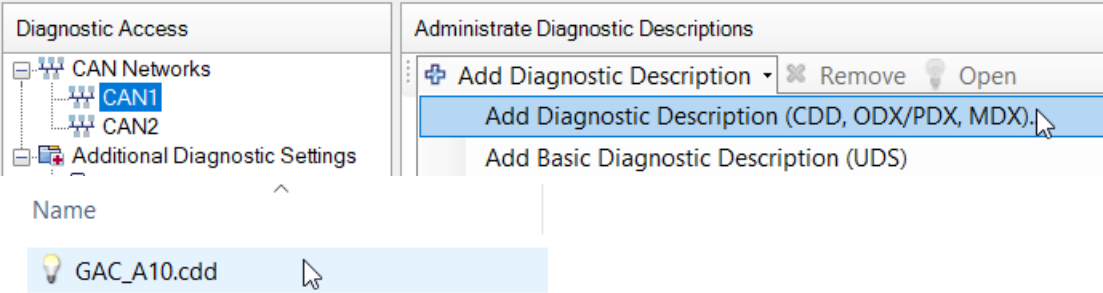 Diagnostic Access
Administrate Diagnostic Descriptions
CAN Networks
Add Diagnostic Description
Remove
Open
CAN1
Add Diagnostic Description (CDD, ODX/PDX, MDX)..
CAN2
Additional Diagnostic Settings
Add Basic Diagnostic Description (UDS)
Name
GAC_A10.cdd